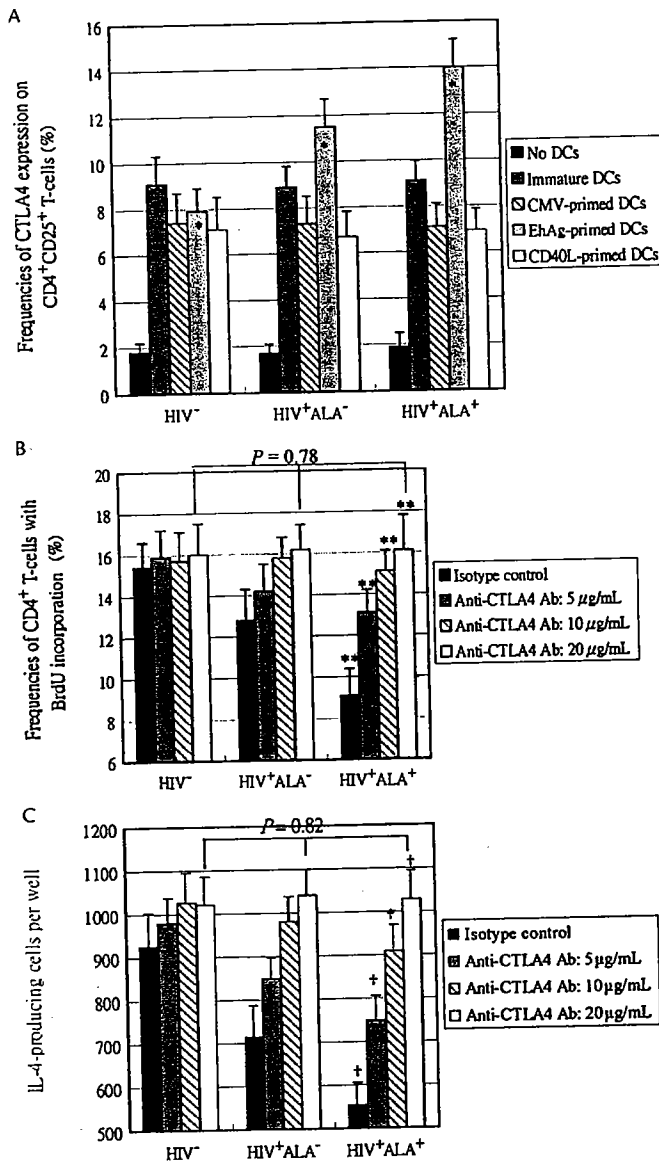 A
Frequencies of CTLA4 expression on
CD4+CD25+ T-cells (%)
16
14
12
10
8
6
4
2
0
*
*
*
HIV-
HIV+ALA-
HIV+ALA+
No DCs
Immature DCs
CMV-primed DCs
EhAg-primed DCs
CD40L-primed DCs
B
P = 0.78
Frequencies of CD4+ T-cells with
BrdU incorporation (%)
20
18
16
14
12
10
8
6
**
**
**
**
HIV-
HIV+ALA-
HIV+ALA+
Isotype control
Anti-CTLA4 Ab: 5 µg/mL
Anti-CTLA4 Ab: 10 µg/mL
Anti-CTLA4 Ab: 20 µg/mL
C
P = 0.82
IL-4-producing cells per well
1200
1100
1000
900
800
700
600
500
†
†
†
†
HIV-
HIV+ALA-
HIV+ALA+
Isotype control
Anti-CTLA4 Ab: 5µg/mL
Anti-CTLA4 Ab: 10µg/mL
Anti-CTLA4 Ab: 20µg/mL